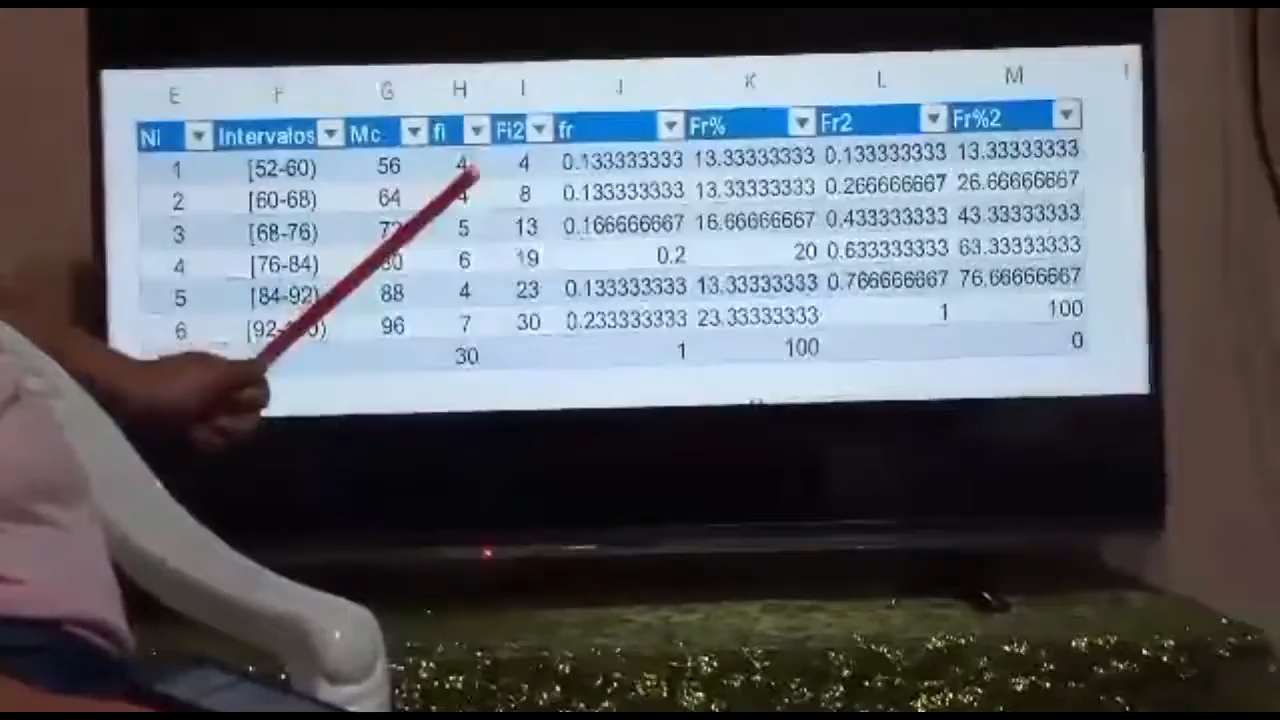 E F G H I J K L M
Ni Intervalos Mc fi Fi2 fr Fr% Fr2 Fr%2
1 [52-60) 56 4 4 0.133333333 13.33333333 0.133333333 13.33333333
2 [60-68) 64 4 8 0.133333333 13.33333333 0.266666667 26.66666667
3 [68-76) 72 5 13 0.166666667 16.66666667 0.433333333 43.33333333
4 [76-84) 6 19 0.2 20 0.633333333 63.33333333
5 [84-92) 88 4 23 0.133333333 13.33333333 0.766666667 76.66666667
6 96 7 30 0.233333333 23.33333333 1 100
30 1 100 0